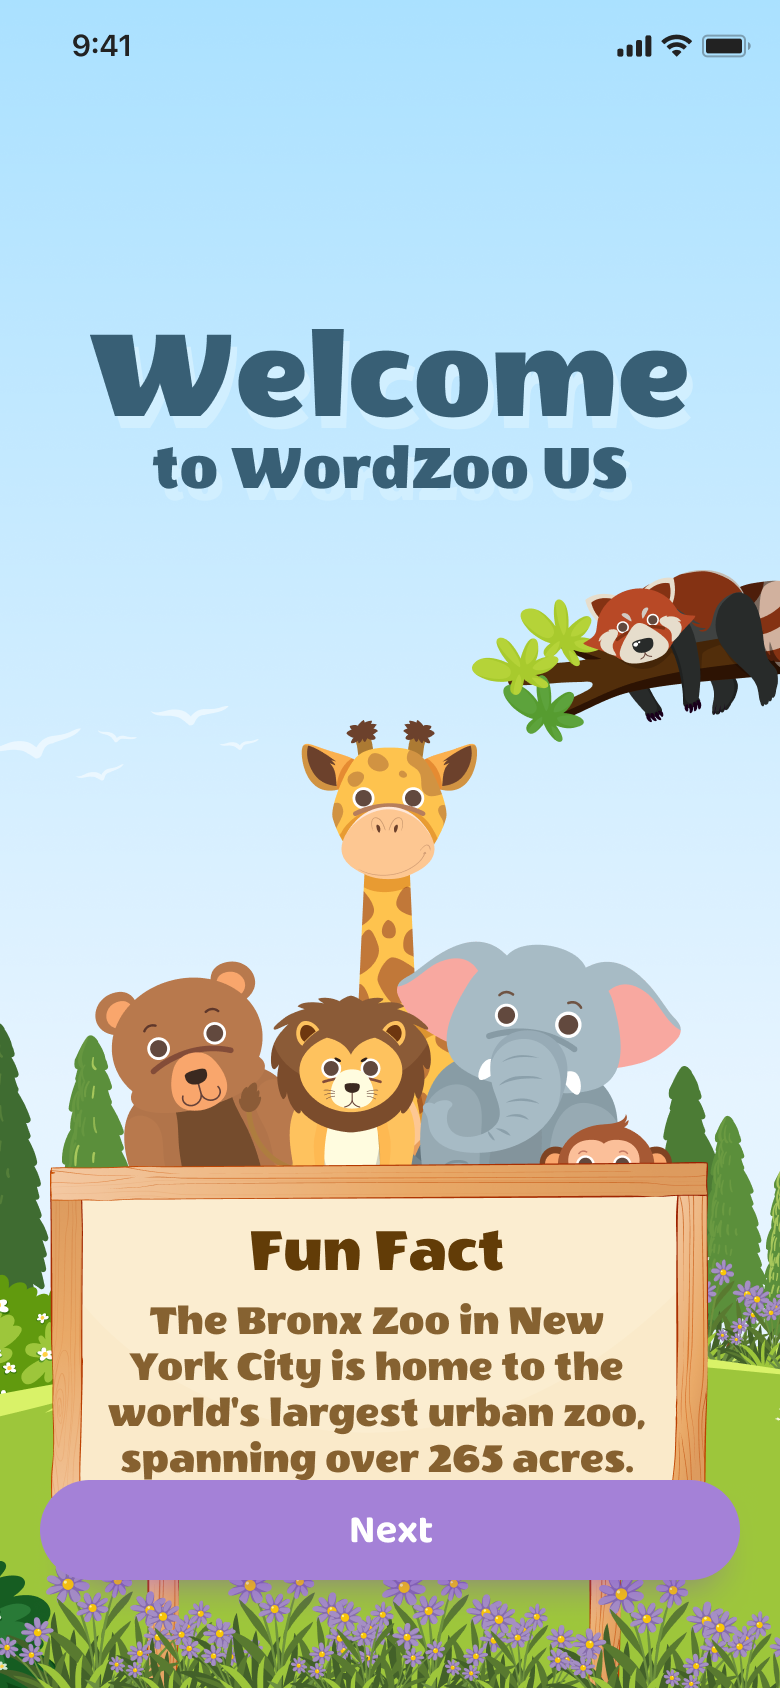 9:41
Welcome
to WordZoo US
Fun Fact
The Bronx Zoo in New
York City is home to the
world's largest urban zoo,
spanning over 265 acres.
Next